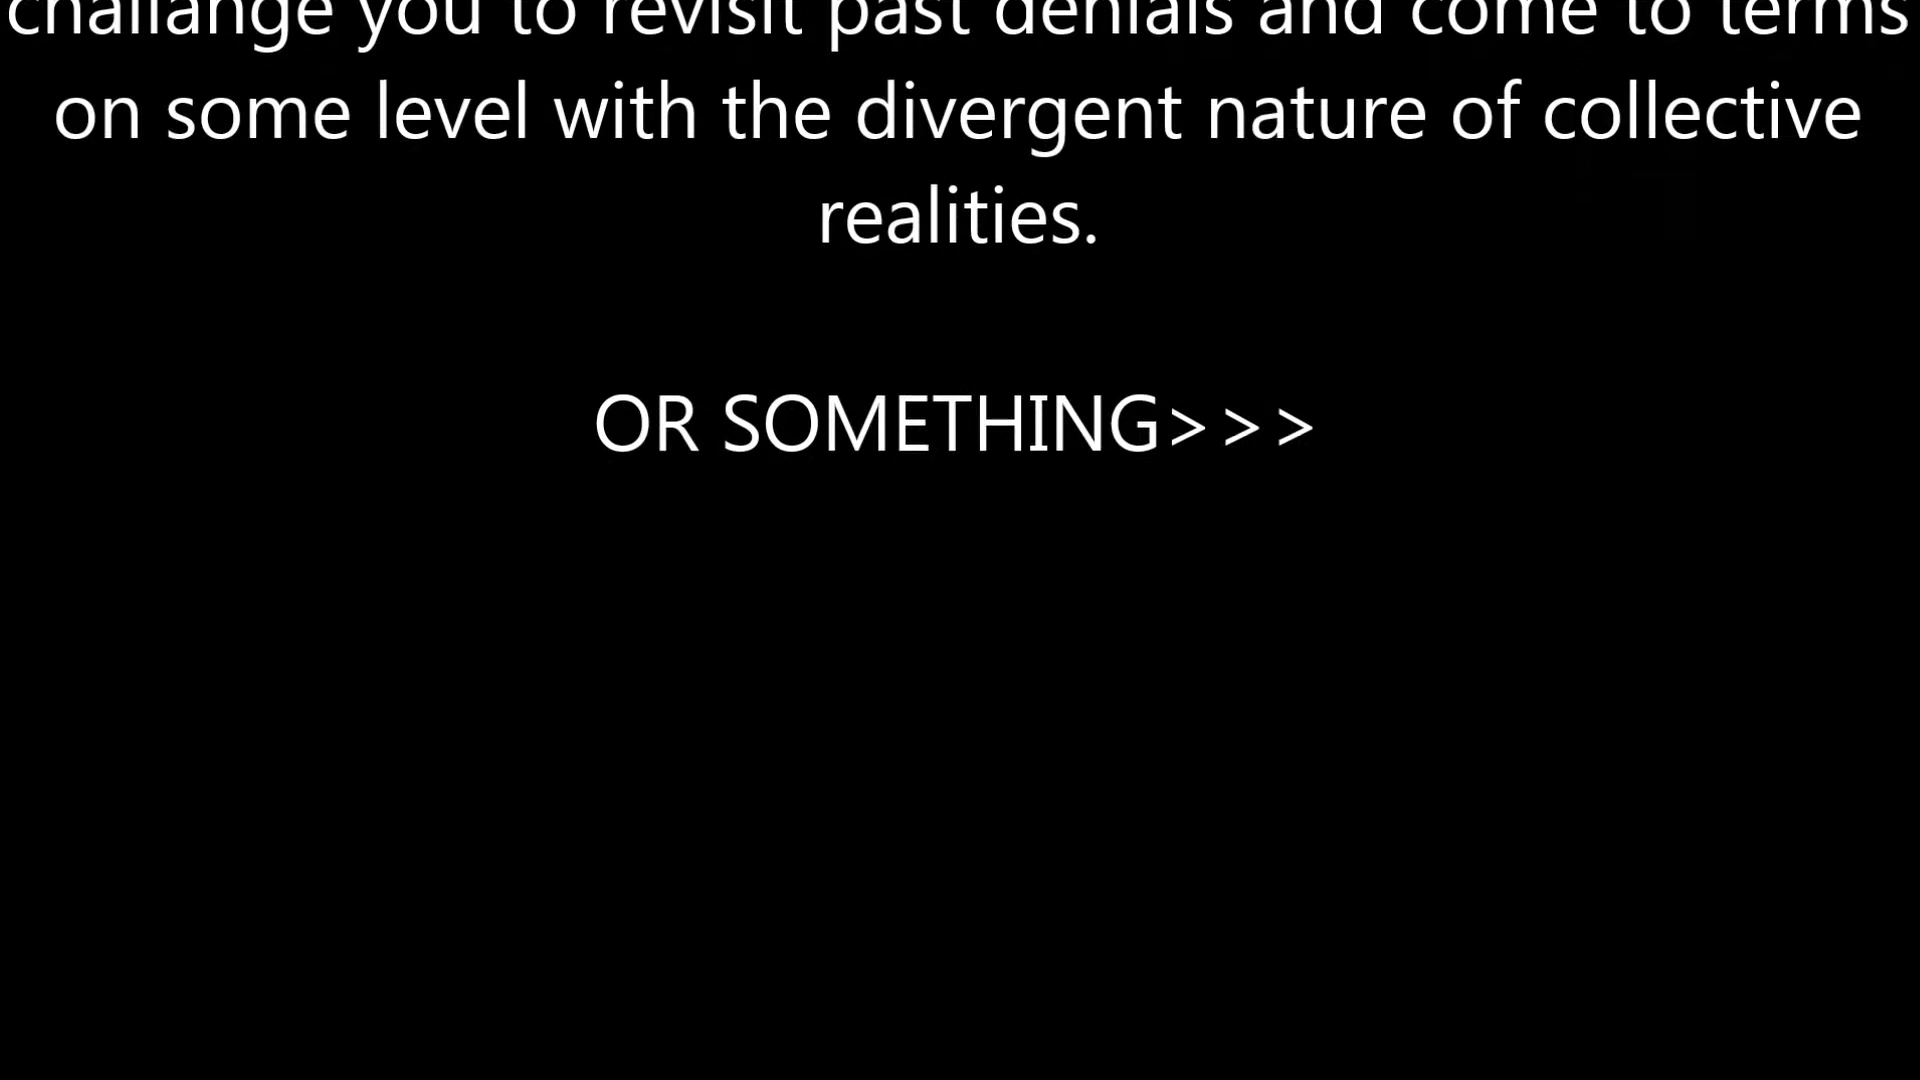 challange you to revisit past denials and come to terms
on some level with the divergent nature of collective
realities.
OR SOMETHING>>>